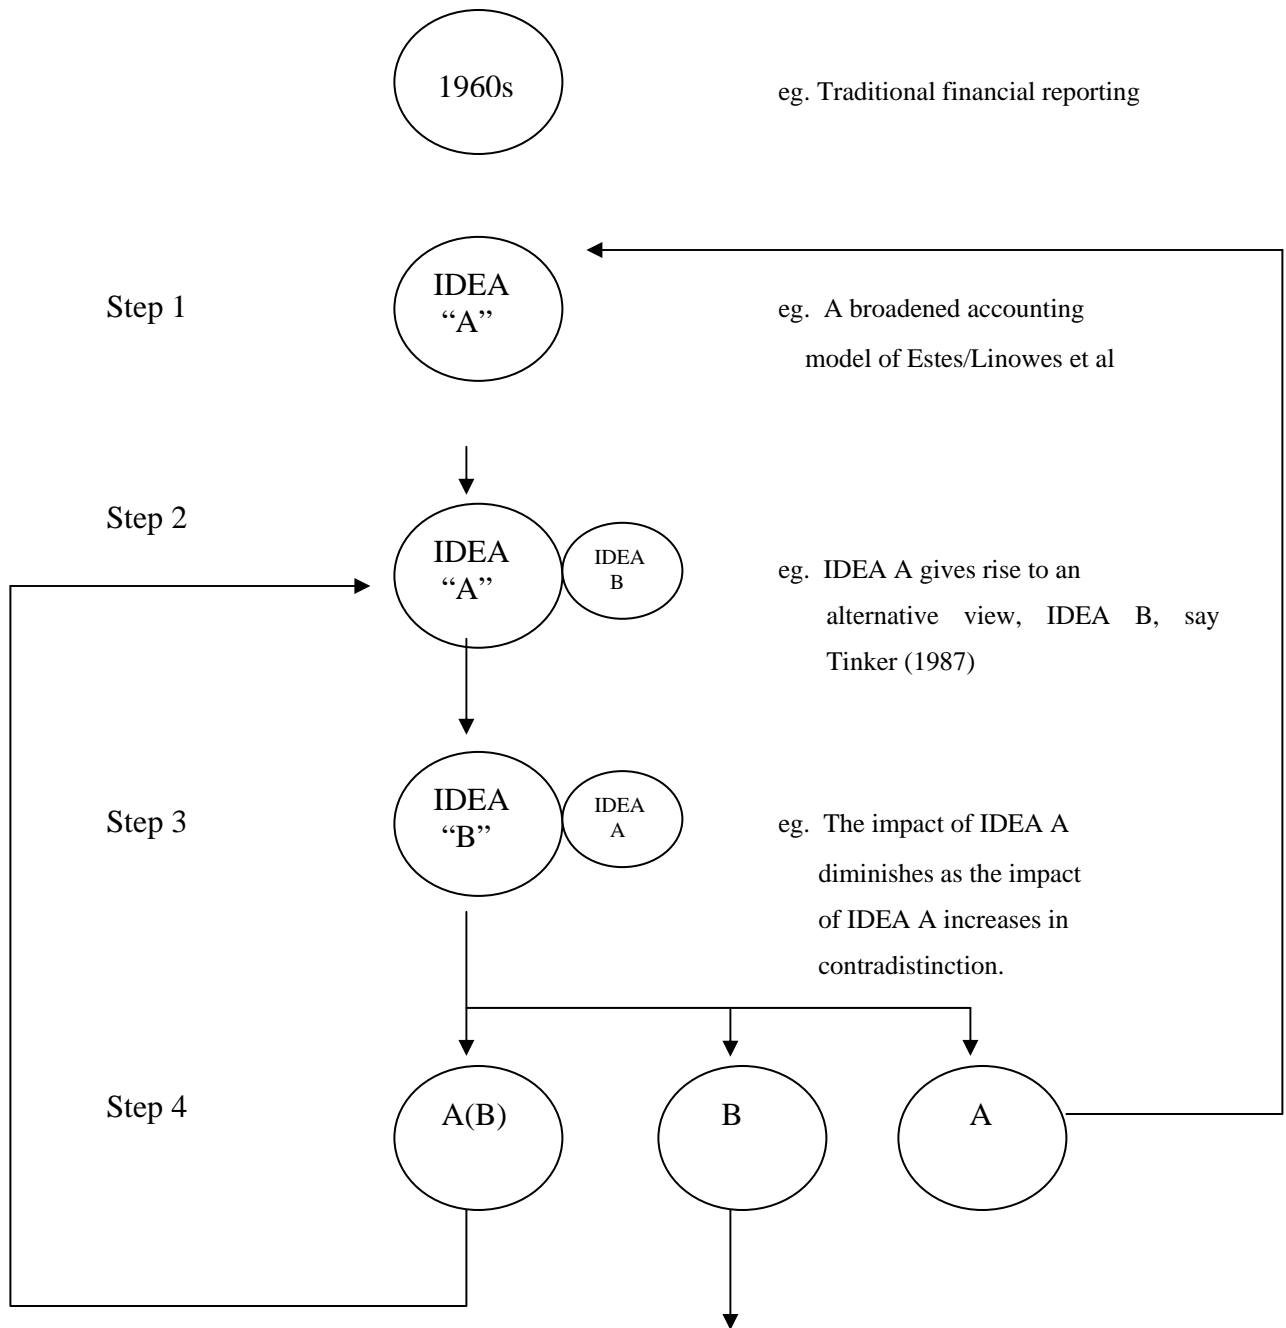 1960s
eg. Traditional financial reporting
Step 1
IDEA
“A”
eg. A broadened accounting
model of Estes/Linowes et al
Step 2
IDEA
“A”
IDEA
B
eg. IDEA A gives rise to an
alternative view, IDEA B, say
Tinker (1987)
Step 3
IDEA
“B”
IDEA
A
eg. The impact of IDEA A
diminishes as the impact
of IDEA A increases in
contradistinction.
Step 4
A(B)
B
A